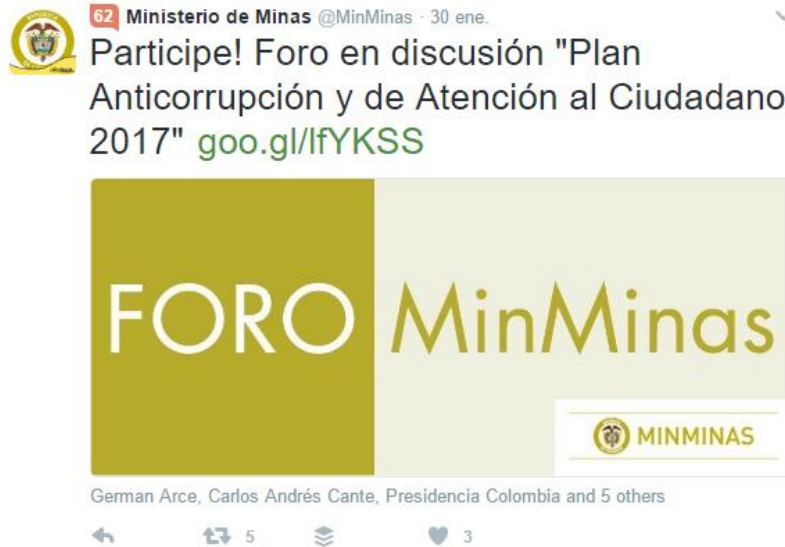 62 Ministerio de Minas @MinMinas · 30 ene.
Participe! Foro en discusión "Plan
Anticorrupción y de Atención al Ciudadano
2017" goo.gl/lfYKSS
FORO MinMinas
MINMINAS
German Arce, Carlos Andrés Cante, Presidencia Colombia and 5 others
5 3